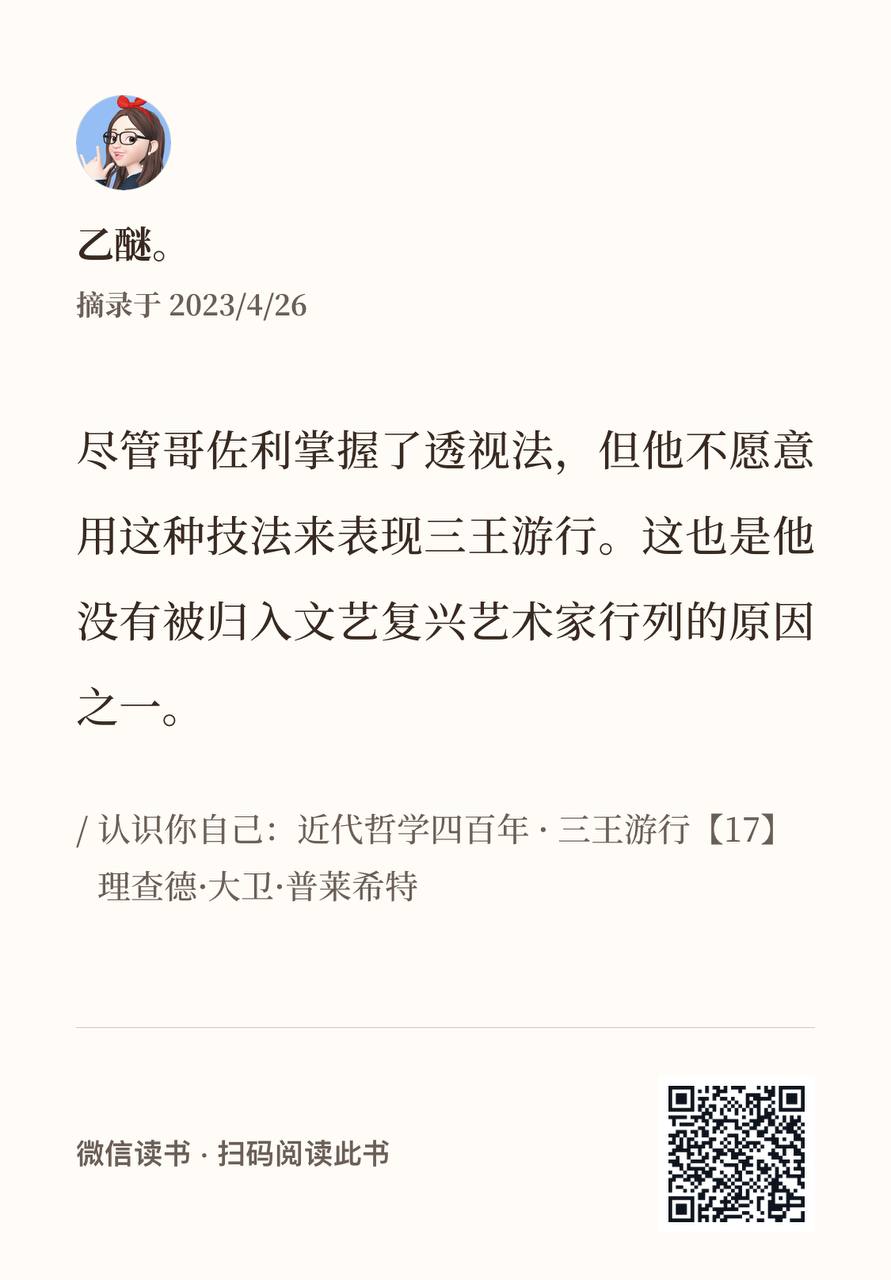 乙醚。
摘录于 2023/4/26
尽管哥佐利掌握了透视法，但他不愿意
用这种技法来表现三王游行。这也是他
没有被归入文艺复兴艺术家行列的原因
之一。
/ 认识你自己：近代哲学四百年 · 三王游行【17】
理查德·大卫·普莱希特
微信读书 · 扫码阅读此书